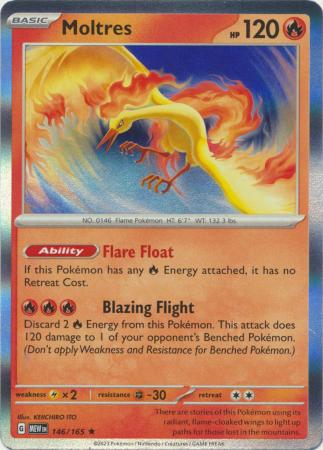 BASIC
Moltres
HP 120
NO. 0146 Flame Pokémon HT: 6'7" WT: 132.3 lbs
Ability Flare Float
If this Pokémon has any Energy attached, it has no
Retreat Cost.
Blazing Flight
Discard 2 Energy from this Pokémon. This attack does
120 damage to 1 of your opponent's Benched Pokémon.
(Don't apply Weakness and Resistance for Benched Pokémon.)
weakness ×2 resistance -30 retreat
Illus. KEIICHIRO ITO
G MEW EN 146/165 ★
There are stories of this Pokémon using its
radiant, flamelike-cloaked wings to light up
paths for those lost in the mountains.
©2023 Pokémon / Nintendo / Creatures / GAME FREAK